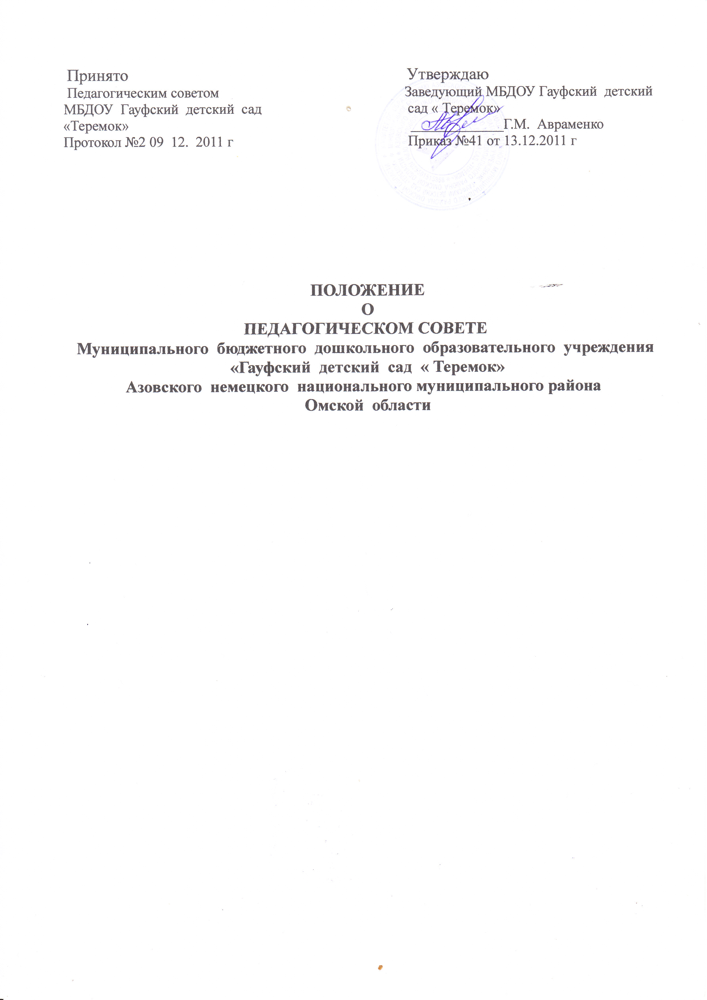 Принято
Педагогическим советом
МБДОУ Гауфский детский сад
«Теремок»
Протокол №2 09 12. 2011 г
Утверждаю
Заведующий МБДОУ Гауфский детский
сад « Теремок»
_____________Г.М. Авраменко
Приказ №41 от 13.12.2011 г
ПОЛОЖЕНИЕ
О
ПЕДАГОГИЧЕСКОМ СОВЕТЕ
Муниципального бюджетного дошкольного образовательного учреждения
«Гауфский детский сад « Теремок»
Азовского немецкого национального муниципального района
Омской области